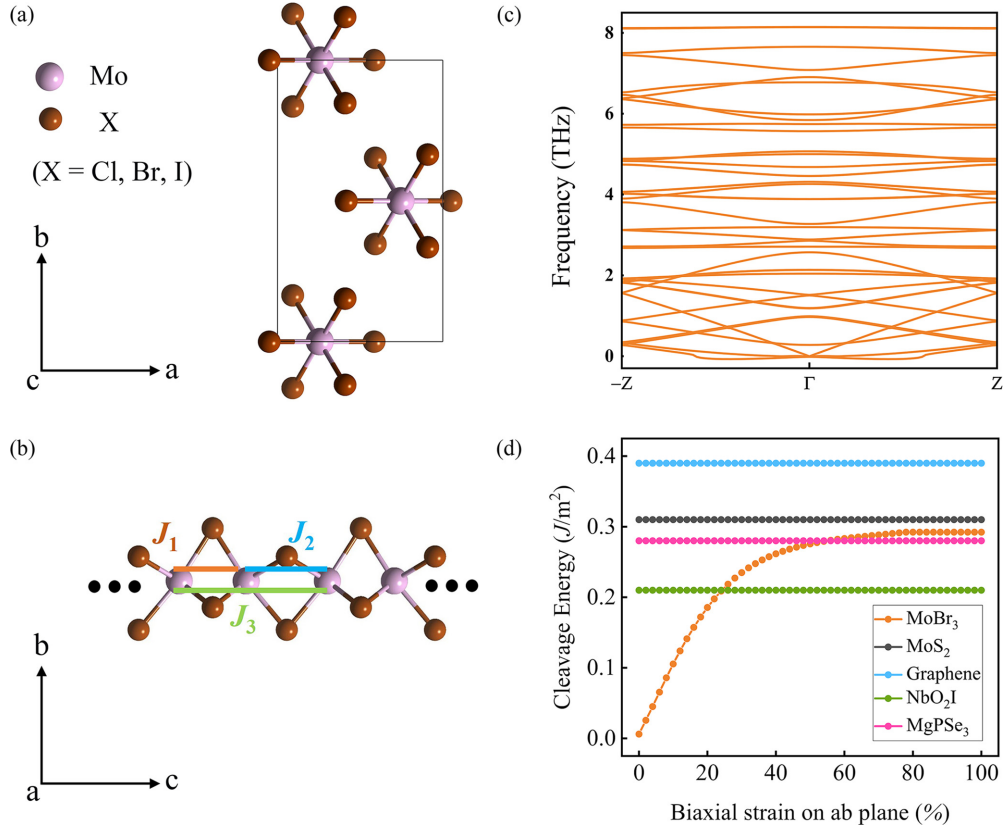 (a)
Mo
X
(X = Cl, Br, I)
b
c
a
(b)
J₁
J₂
J₃
b
a
c
(c)
Frequency (THz)
8
6
4
2
0
–Z
Γ
Z
(d)
Cleavage Energy (J/m²)
0.4
0.3
0.2
0.1
0.0
MoBr₃
MoS₂
Graphene
NbO₂I
MgPSe₃
0
20
40
60
80
100
Biaxial strain on ab plane (%)